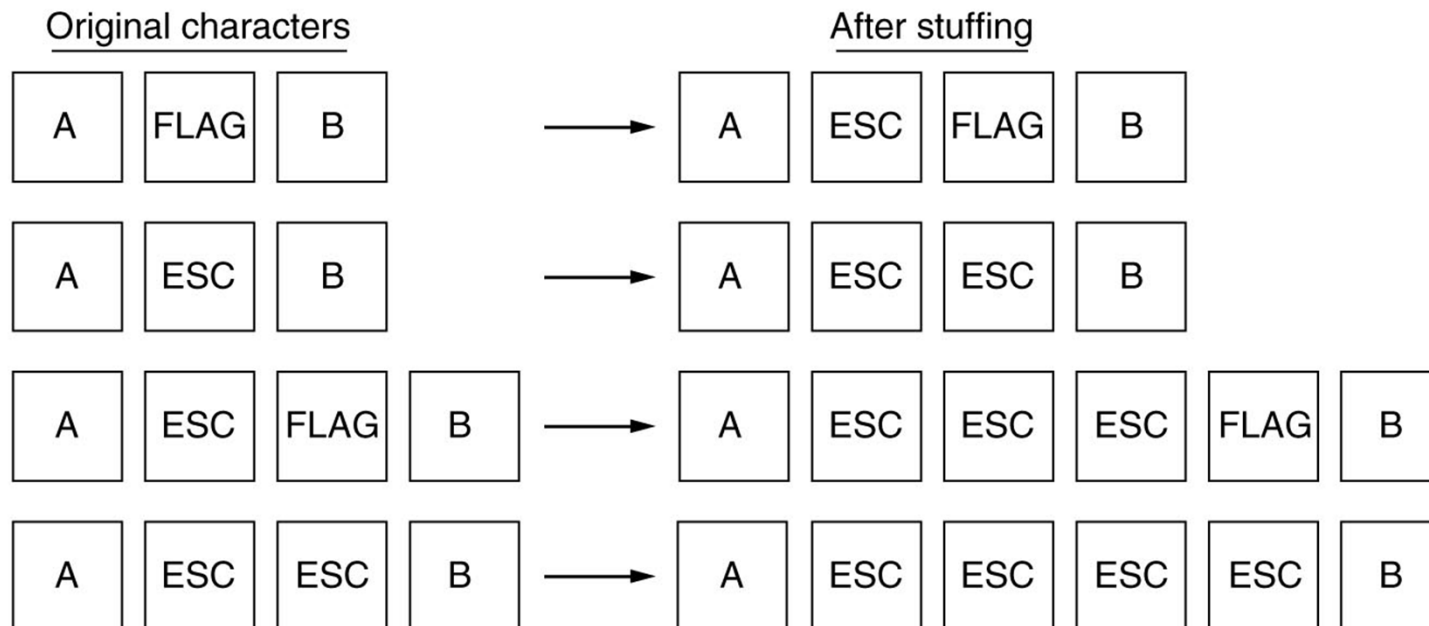 Original characters After stuffing
A FLAG B A ESC FLAG B
A ESC B A ESC ESC B
A ESC FLAG B A ESC ESC ESC FLAG B
A ESC ESC B A ESC ESC ESC ESC B